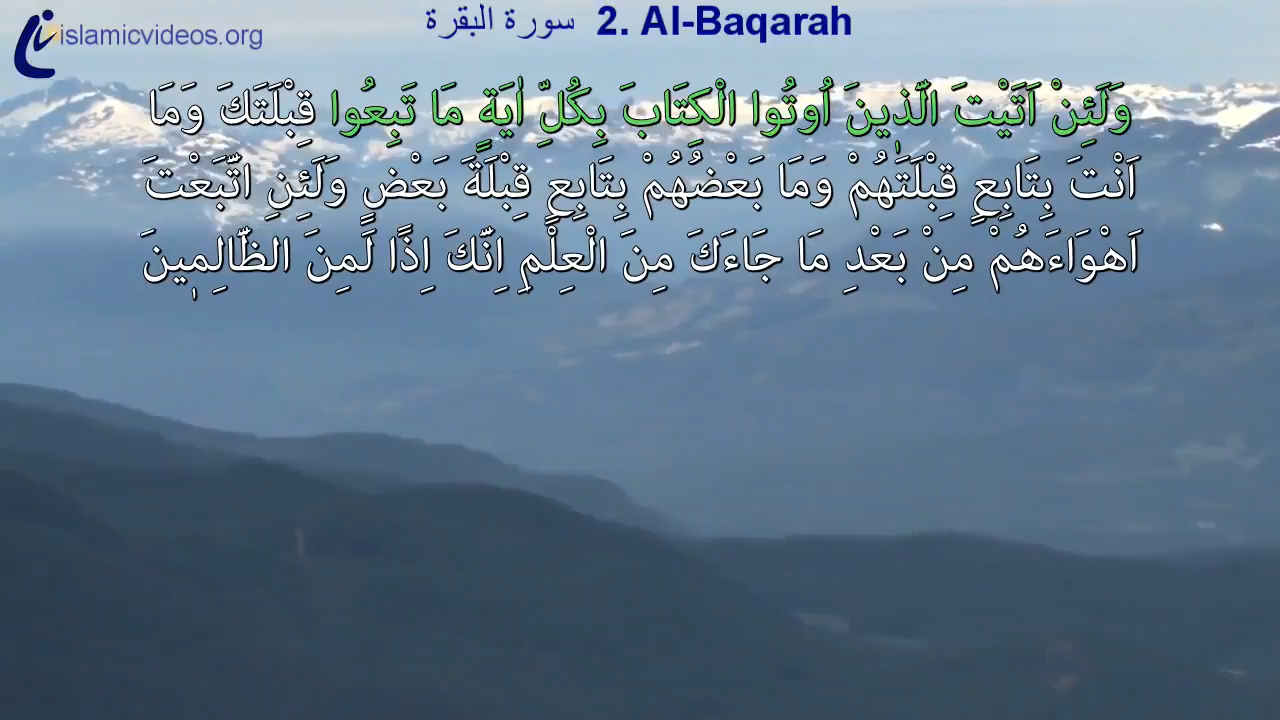 islamicvideos.org
سورة البقرة 2. Al-Baqarah
وَلَئِنْ اَتَيْتَ الَّذٖينَ اُوتُوا الْكِتَابَ بِكُلِّ اٰيَةٍ مَا تَبِعُوا قِبْلَتَكَ وَمَا
اَنْتَ بِتَابِعٍ قِبْلَتَهُمْ وَمَا بَعْضُهُمْ بِتَابِعٍ قِبْلَةَ بَعْضٍ وَلَئِنِ اتَّبَعْتَ
اَهْوَاءَهُمْ مِنْ بَعْدِ مَا جَاءَكَ مِنَ الْعِلْمِ اِنَّكَ اِذًا لَمِنَ الظَّالِمٖينَ